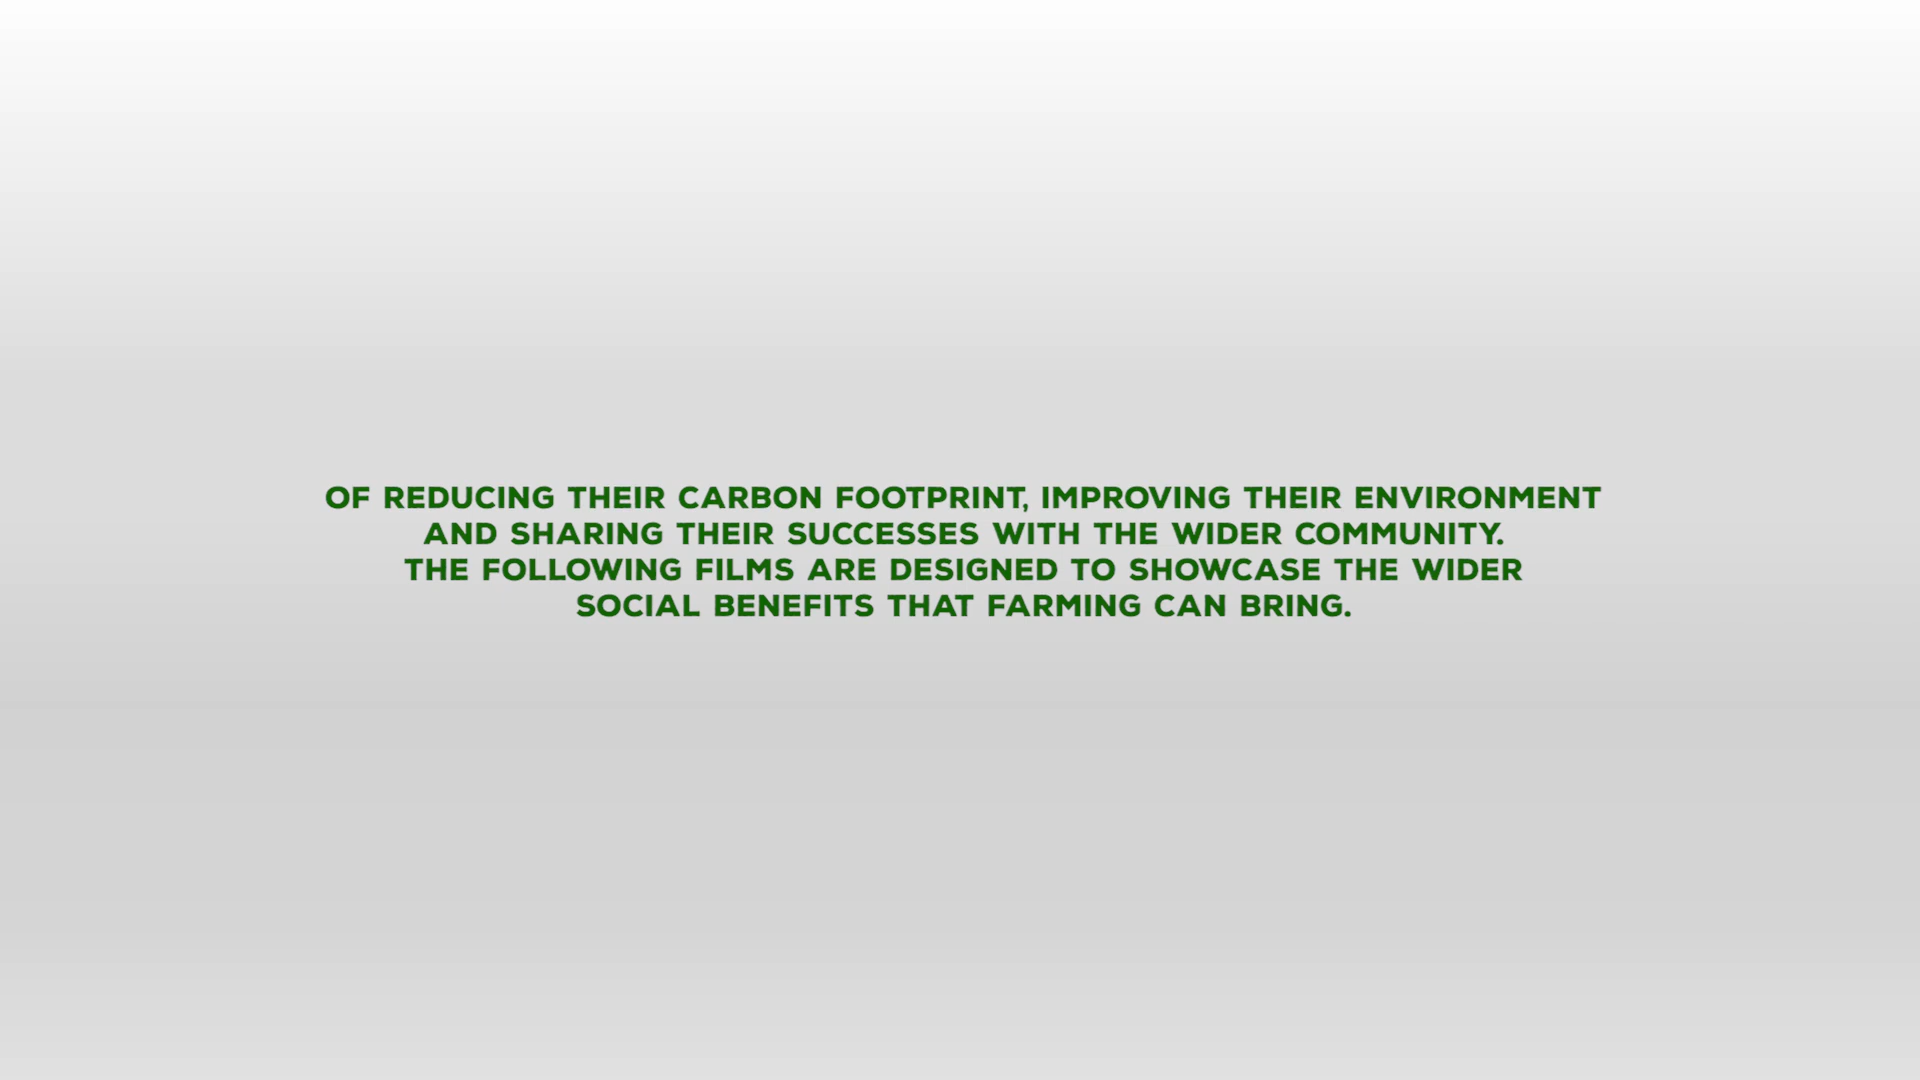 OF REDUCING THEIR CARBON FOOTPRINT, IMPROVING THEIR ENVIRONMENT
AND SHARING THEIR SUCCESSES WITH THE WIDER COMMUNITY.
THE FOLLOWING FILMS ARE DESIGNED TO SHOWCASE THE WIDER
SOCIAL BENEFITS THAT FARMING CAN BRING.